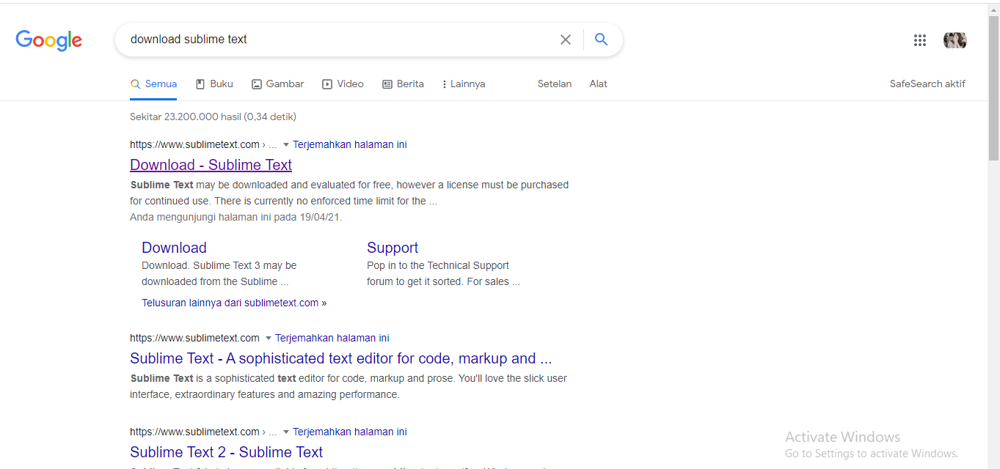 Google
download sublime text
Semua Buku Gambar Video Berita Lainnya Setelan Alat SafeSearch aktif
Sekitar 23.200.000 hasil (0,34 detik)
https://www.sublimetext.com › ... Terjemahkan halaman ini
Download - Sublime Text
Sublime Text may be downloaded and evaluated for free, however a license must be purchased
for continued use. There is currently no enforced time limit for the ...
Anda mengunjungi halaman ini pada 19/04/21.
Download
Download. Sublime Text 3 may be
downloaded from the Sublime ...
Support
Pop in to the Technical Support
forum to get it sorted. For sales ...
Telusuran lainnya dari sublimetext.com »
https://www.sublimetext.com Terjemahkan halaman ini
Sublime Text - A sophisticated text editor for code, markup and ...
Sublime Text is a sophisticated text editor for code, markup and prose. You'll love the slick user
interface, extraordinary features and amazing performance.
https://www.sublimetext.com › ... Terjemahkan halaman ini
Sublime Text 2 - Sublime Text
Activate Windows
Go to Settings to activate Windows.